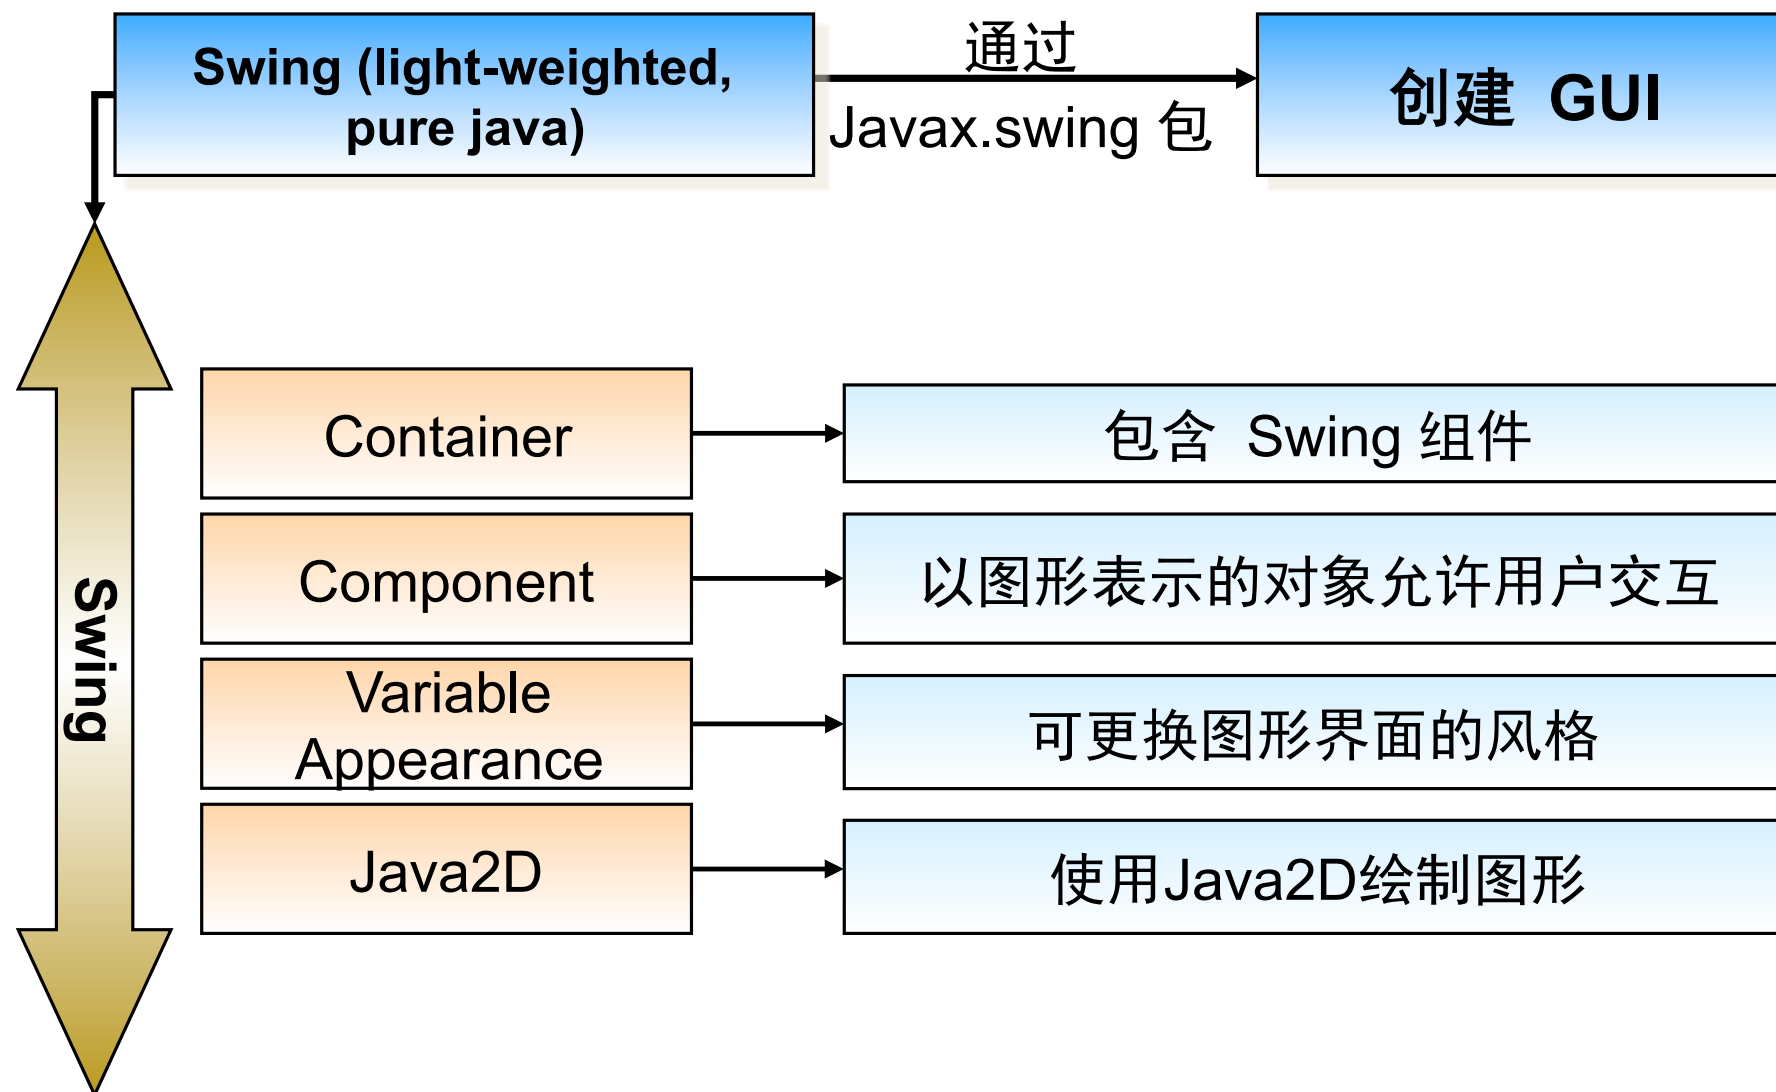 Swing (light-weighted,
pure java)
通过
Javax.swing 包
创建 GUI
Swing
Container
包含 Swing 组件
Component
以图形表示的对象允许用户交互
Variable
Appearance
可更换图形界面的风格
Java2D
使用Java2D绘制图形